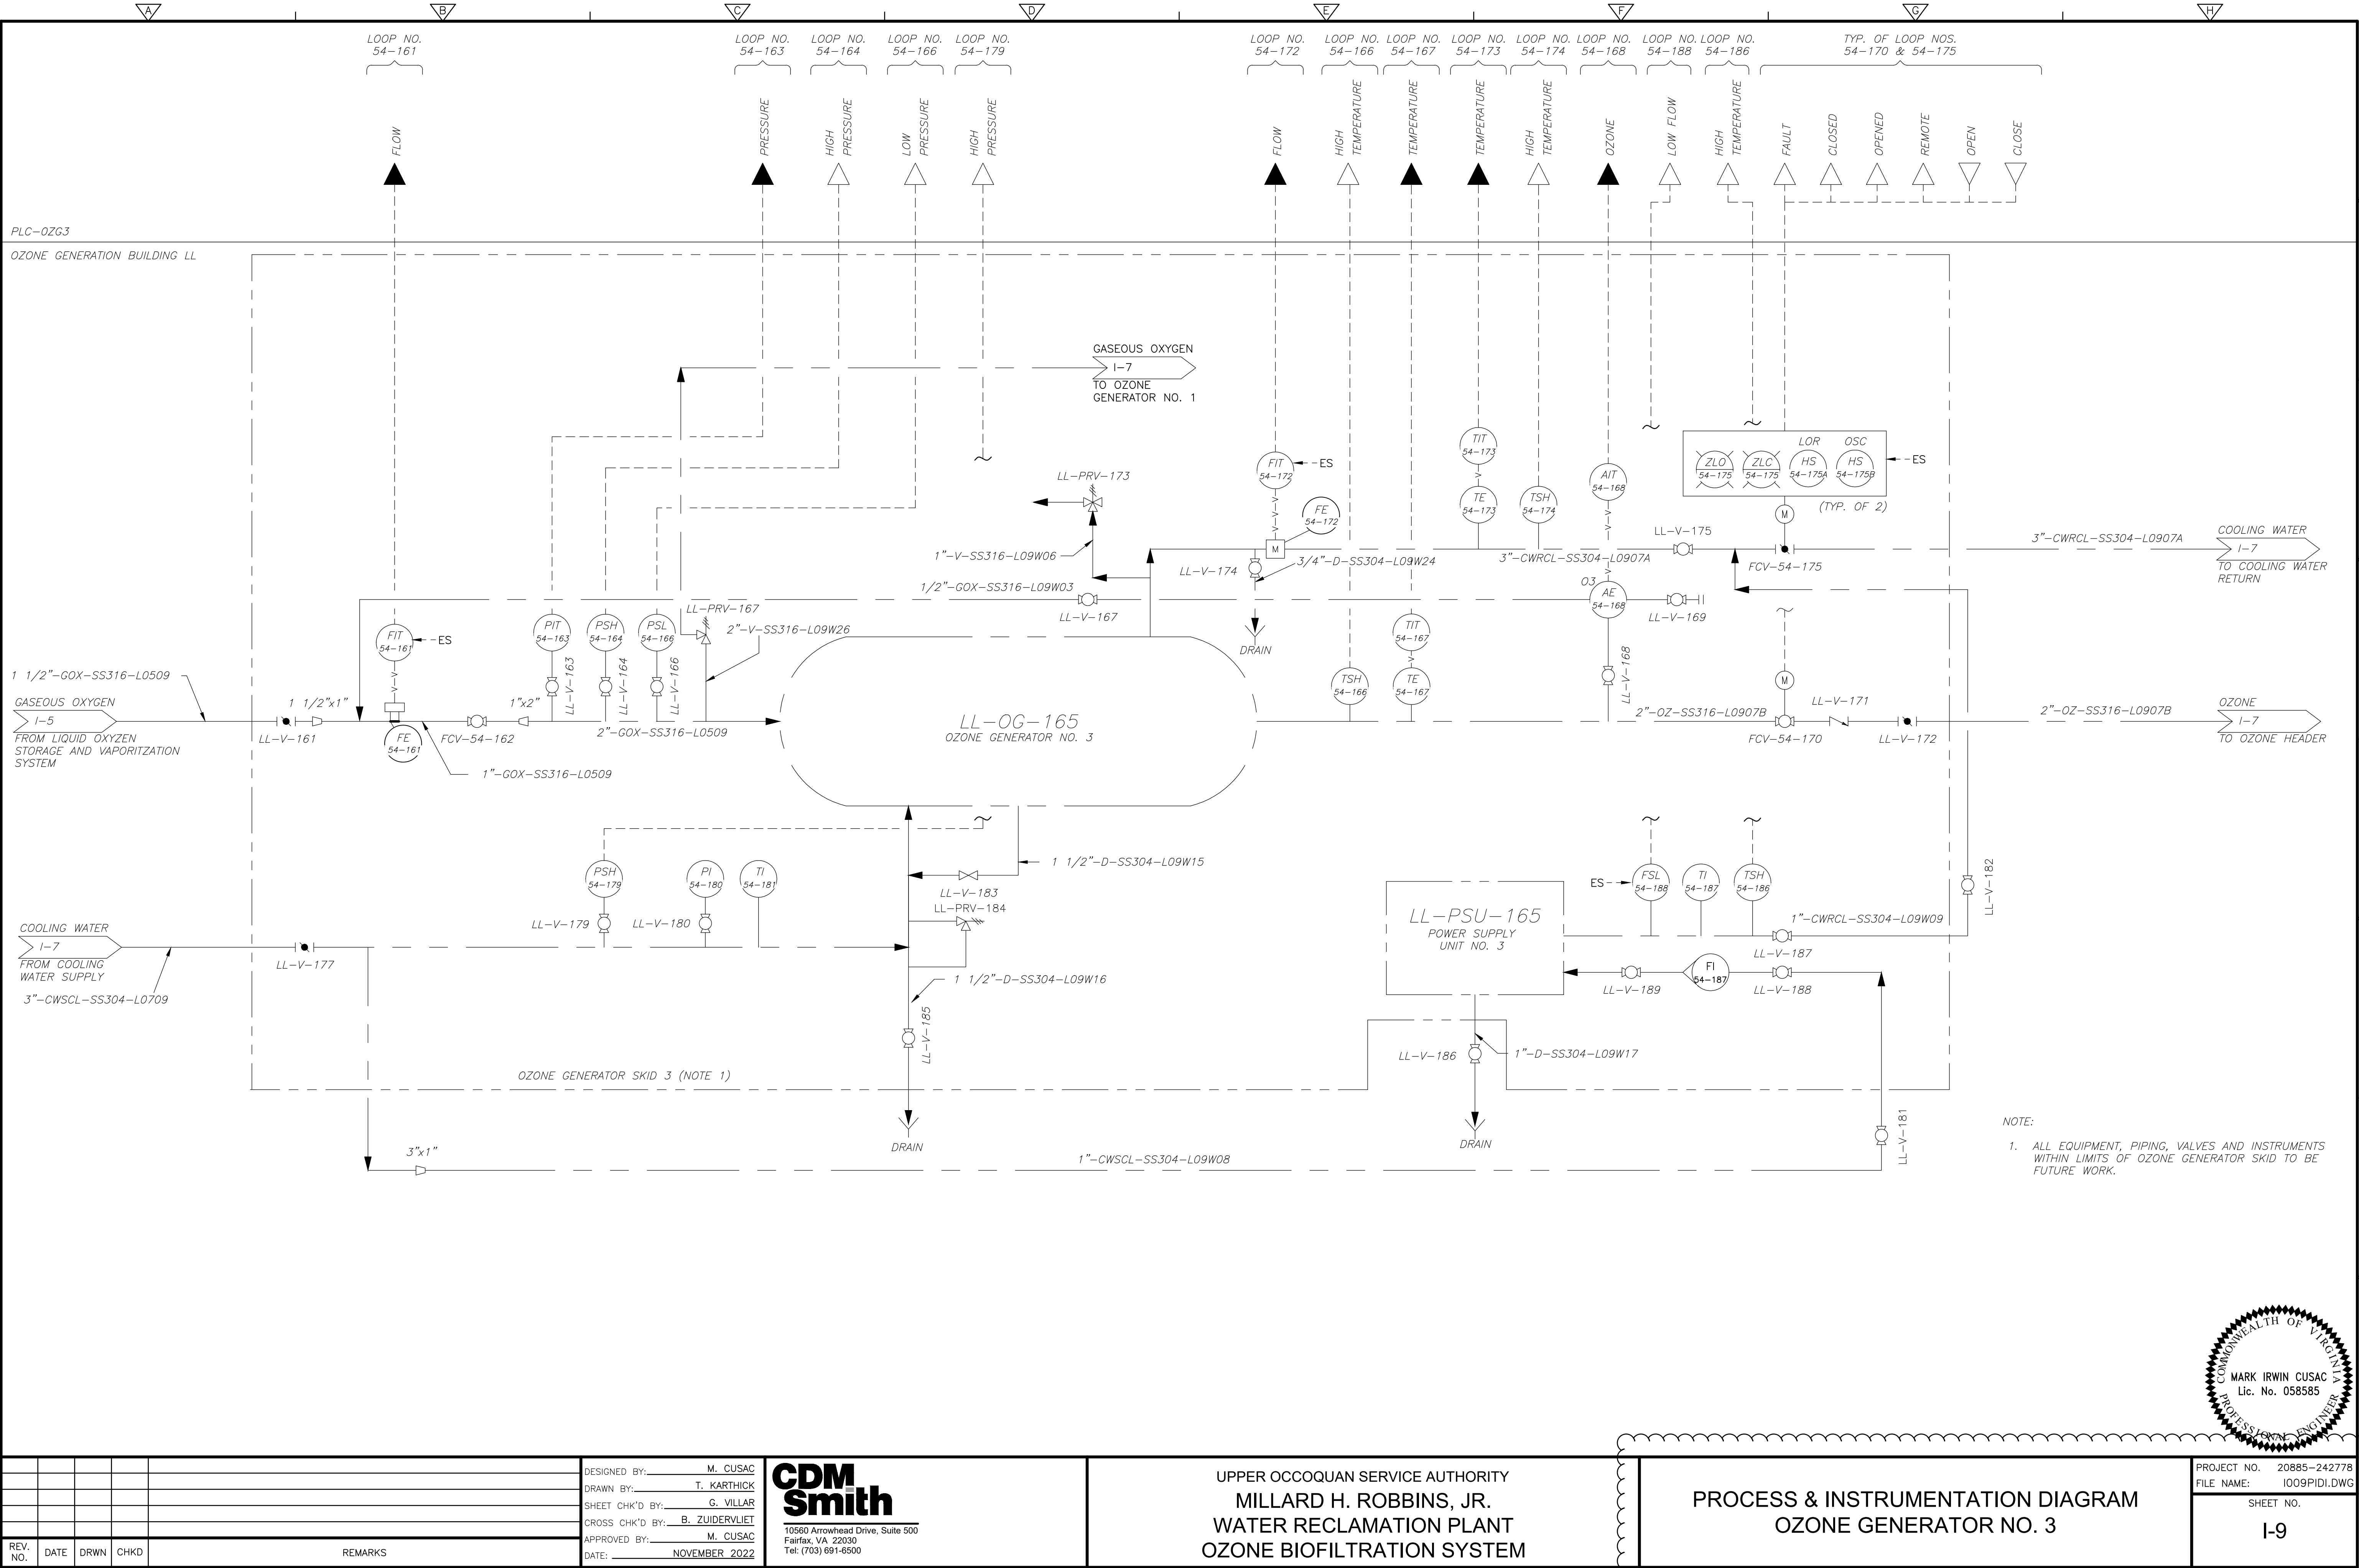 A
B
C
D
E
F
G
H
LOOP NO.
54-161
LOOP NO.
54-163
LOOP NO.
54-164
LOOP NO.
54-166
LOOP NO.
54-179
LOOP NO.
54-172
LOOP NO.
54-166
LOOP NO.
54-167
LOOP NO.
54-173
LOOP NO.
54-174
LOOP NO.
54-168
LOOP NO.
54-188
LOOP NO.
54-186
TYP. OF LOOP NOS.
54-170 & 54-175
FLOW
PRESSURE
HIGH
PRESSURE
LOW
PRESSURE
HIGH
PRESSURE
FLOW
HIGH
TEMPERATURE
TEMPERATURE
TEMPERATURE
HIGH
TEMPERATURE
OZONE
LOW FLOW
HIGH
TEMPERATURE
FAULT
CLOSED
OPENED
REMOTE
OPEN
CLOSE
PLC-OZG3
OZONE GENERATION BUILDING LL
GASEOUS OXYGEN
I-7
TO OZONE
GENERATOR NO. 1
LL-PRV-173
FIT
54-172
ES
FE
54-172
M
TIT
54-173
TE
54-173
TSH
54-174
AIT
54-168
LOR
OSC
ZLO
54-175
ZLC
54-175
HS
54-175A
HS
54-175B
ES
(TYP. OF 2)
M
LL-V-175
1"-V-SS316-L09W06
LL-V-174
3/4"-D-SS304-L09W24
3"-CWRCL-SS304-L0907A
FCV-54-175
3"-CWRCL-SS304-L0907A
COOLING WATER
I-7
TO COOLING WATER
RETURN
1/2"-GOX-SS316-L09W03
LL-V-167
O3
AE
54-168
LL-V-169
DRAIN
FIT
54-161
ES
PIT
54-163
PSH
54-164
PSL
54-166
LL-PRV-167
2"-V-SS316-L09W26
LL-V-163
LL-V-164
LL-V-166
TSH
54-166
TIT
54-167
TE
54-167
LL-V-168
M
1 1/2"-GOX-SS316-L0509
GASEOUS OXYGEN
I-5
FROM LIQUID OXYZEN
STORAGE AND VAPORITZATION
SYSTEM
1 1/2"x1"
LL-V-161
FE
54-161
FCV-54-162
1"x2"
2"-GOX-SS316-L0509
1"-GOX-SS316-L0509
LL-OG-165
OZONE GENERATOR NO. 3
2"-OZ-SS316-L0907B
FCV-54-170
LL-V-171
LL-V-172
2"-OZ-SS316-L0907B
OZONE
I-7
TO OZONE HEADER
PSH
54-179
PI
54-180
TI
54-181
LL-V-179
LL-V-180
1 1/2"-D-SS304-L09W15
LL-V-183
LL-PRV-184
1 1/2"-D-SS304-L09W16
LL-V-185
COOLING WATER
I-7
FROM COOLING
WATER SUPPLY
3"-CWSCL-SS304-L0709
LL-V-177
LL-PSU-165
POWER SUPPLY
UNIT NO. 3
ES
FSL
54-188
TI
54-187
TSH
54-186
1"-CWRCL-SS304-L09W09
LL-V-187
LL-V-182
LL-V-189
FI
54-187
LL-V-188
LL-V-186
1"-D-SS304-L09W17
OZONE GENERATOR SKID 3 (NOTE 1)
DRAIN
DRAIN
3"x1"
1"-CWSCL-SS304-L09W08
LL-V-181
NOTE:
1. ALL EQUIPMENT, PIPING, VALVES AND INSTRUMENTS
WITHIN LIMITS OF OZONE GENERATOR SKID TO BE
FUTURE WORK.
COMMONWEALTH OF VIRGINIA
MARK IRWIN CUSAC
Lic. No. 058585
PROFESSIONAL ENGINEER
REV.
NO.
DATE
DRWN
CHKD
REMARKS
DESIGNED BY: M. CUSAC
DRAWN BY: T. KARTHICK
SHEET CHK'D BY: G. VILLAR
CROSS CHK'D BY: B. ZUIDERVLIET
APPROVED BY: M. CUSAC
DATE: NOVEMBER 2022
CDM
Smith
10560 Arrowhead Drive, Suite 500
Fairfax, VA 22030
Tel: (703) 691-6500
UPPER OCCOQUAN SERVICE AUTHORITY
MILLARD H. ROBBINS, JR.
WATER RECLAMATION PLANT
OZONE BIOFILTRATION SYSTEM
PROCESS & INSTRUMENTATION DIAGRAM
OZONE GENERATOR NO. 3
PROJECT NO. 20885-242778
FILE NAME: I009PIDI.DWG
SHEET NO.
I-9